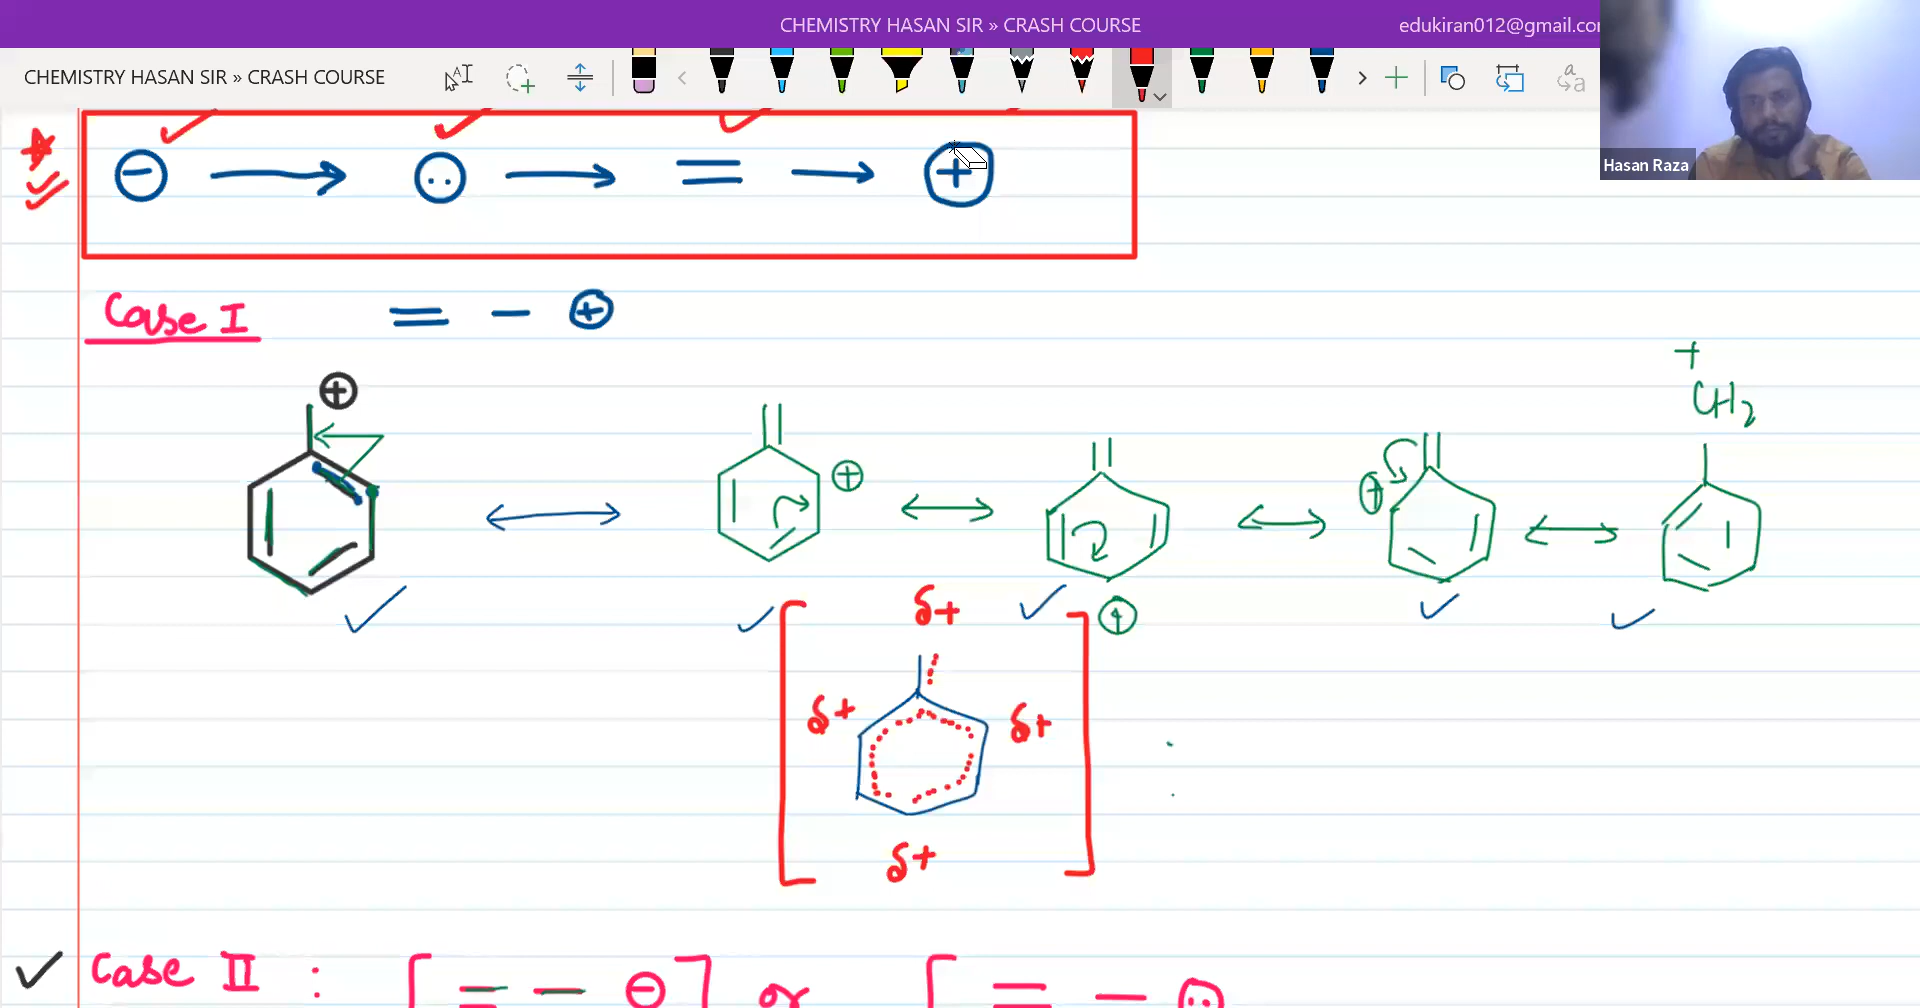 CHEMISTRY HASAN SIR » CRASH COURSE
edukiran012@gmail.co
CHEMISTRY HASAN SIR » CRASH COURSE
Hasan Raza
⊖ → ⊙ → = → ⊕
Case I = - ⊕
+
CH2
⊕
⊕
⊕
⊕
δ+
δ+
δ+
δ+
Case II : [ = - ⊖ ] or [ = -